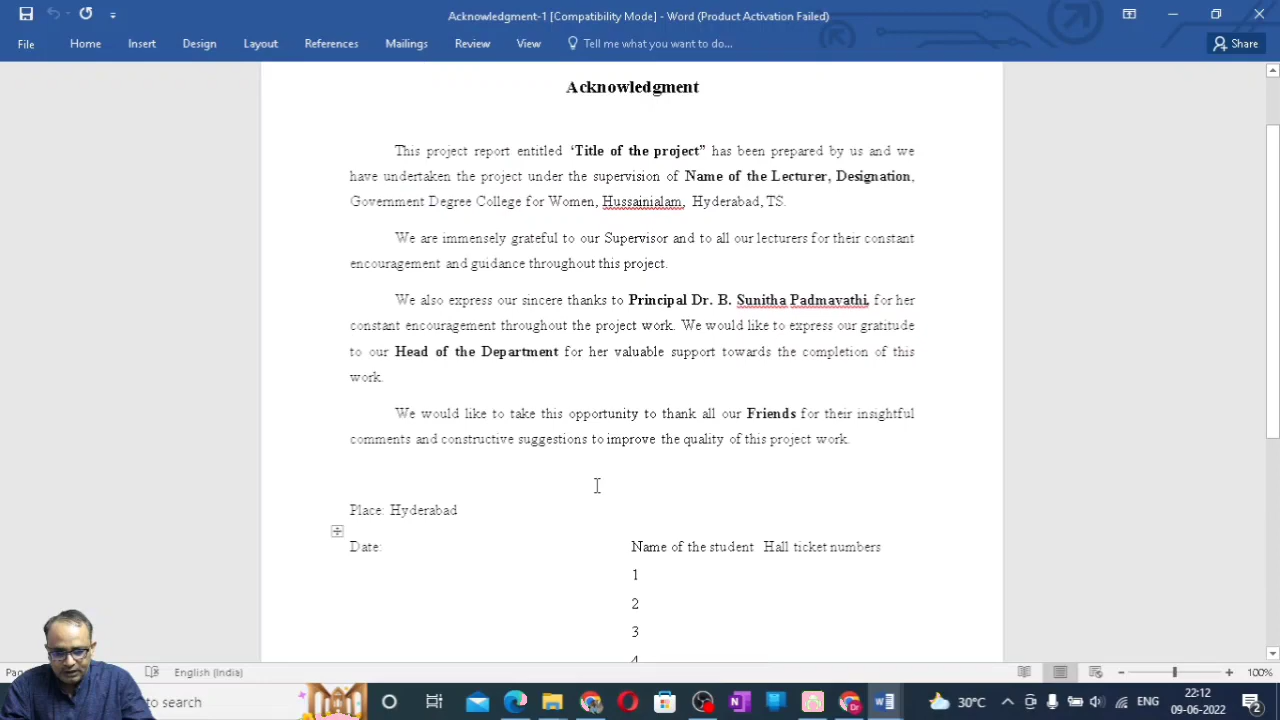 Acknowledgment-1 [Compatibility Mode] - Word (Product Activation Failed)
File Home Insert Design Layout References Mailings Review View Tell me what you want to do... Share
Acknowledgment
This project report entitled ‘Title of the project” has been prepared by us and we
have undertaken the project under the supervision of Name of the Lecturer, Designation,
Government Degree College for Women, Hussainialam, Hyderabad, TS.
We are immensely grateful to our Supervisor and to all our lecturers for their constant
encouragement and guidance throughout this project.
We also express our sincere thanks to Principal Dr. B. Sunitha Padmavathi, for her
constant encouragement throughout the project work. We would like to express our gratitude
to our Head of the Department for her valuable support towards the completion of this
work.
We would like to take this opportunity to thank all our Friends for their insightful
comments and constructive suggestions to improve the quality of this project work.
Place: Hyderabad
Date: Name of the student Hall ticket numbers
1
2
3
4
English (India) 100%
to search 30°C ENG 22:12
09-06-2022 2